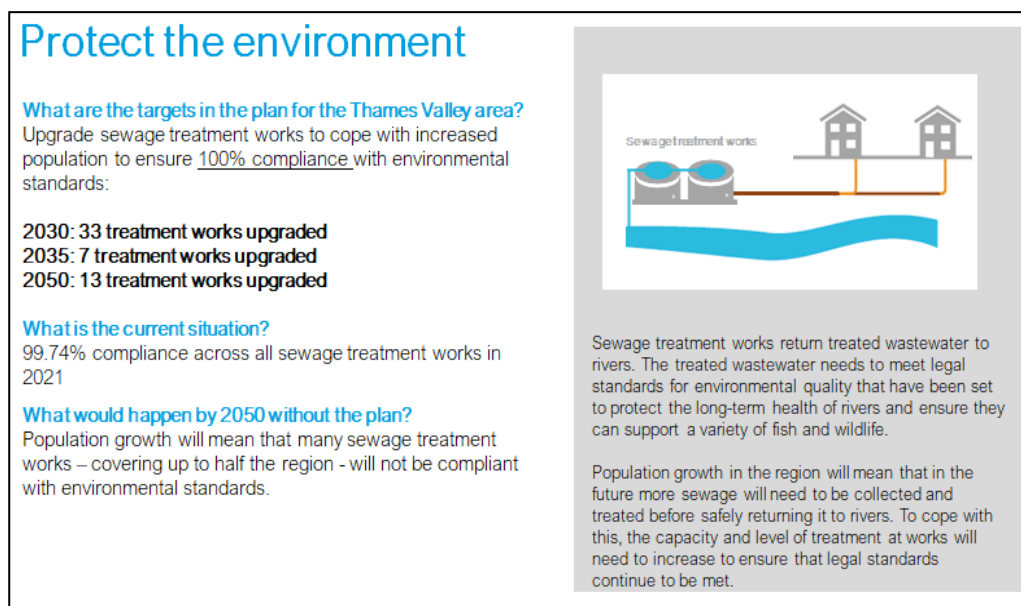 Protect the environment
What are the targets in the plan for the Thames Valley area?
Upgrade sewage treatment works to cope with increased
population to ensure 100% compliance with environmental
standards:
2030: 33 treatment works upgraded
2035: 7 treatment works upgraded
2050: 13 treatment works upgraded
What is the current situation?
99.74% compliance across all sewage treatment works in
2021
What would happen by 2050 without the plan?
Population growth will mean that many sewage treatment
works – covering up to half the region - will not be compliant
with environmental standards.
Sewage treatment works
Sewage treatment works return treated wastewater to
rivers. The treated wastewater needs to meet legal
standards for environmental quality that have been set
to protect the long-term health of rivers and ensure they
can support a variety of fish and wildlife.
Population growth in the region will mean that in the
future more sewage will need to be collected and
treated before safely returning it to rivers. To cope with
this, the capacity and level of treatment at works will
need to increase to ensure that legal standards
continue to be met.